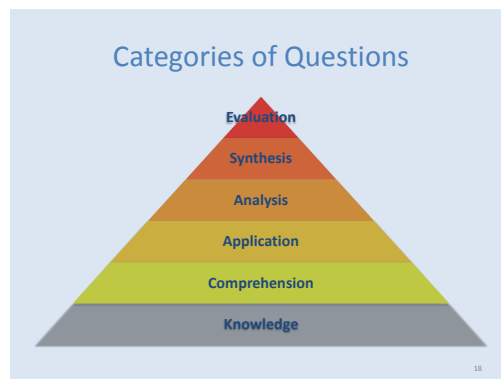 Categories of Questions
Evaluation
Synthesis
Analysis
Application
Comprehension
Knowledge
18